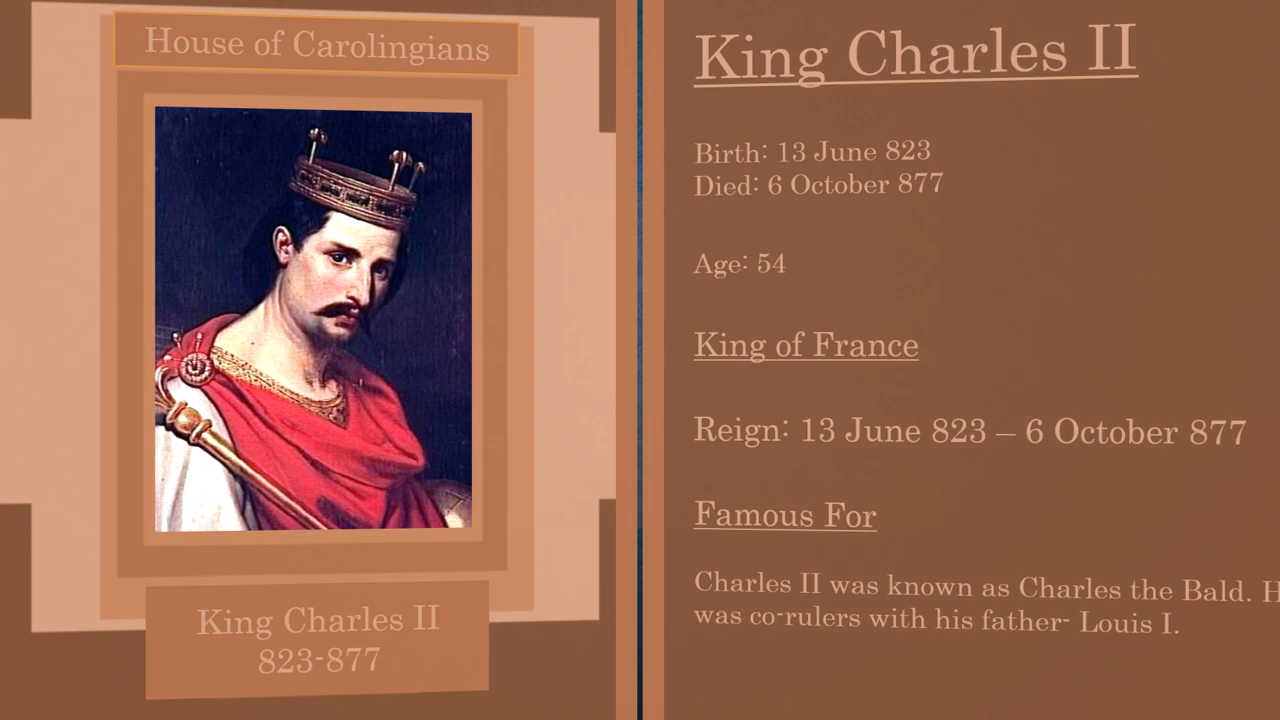 House of Carolingians
King Charles II
823-877
King Charles II
Birth: 13 June 823
Died: 6 October 877
Age: 54
King of France
Reign: 13 June 823 – 6 October 877
Famous For
Charles II was known as Charles the Bald. H
was co-rulers with his father- Louis I.